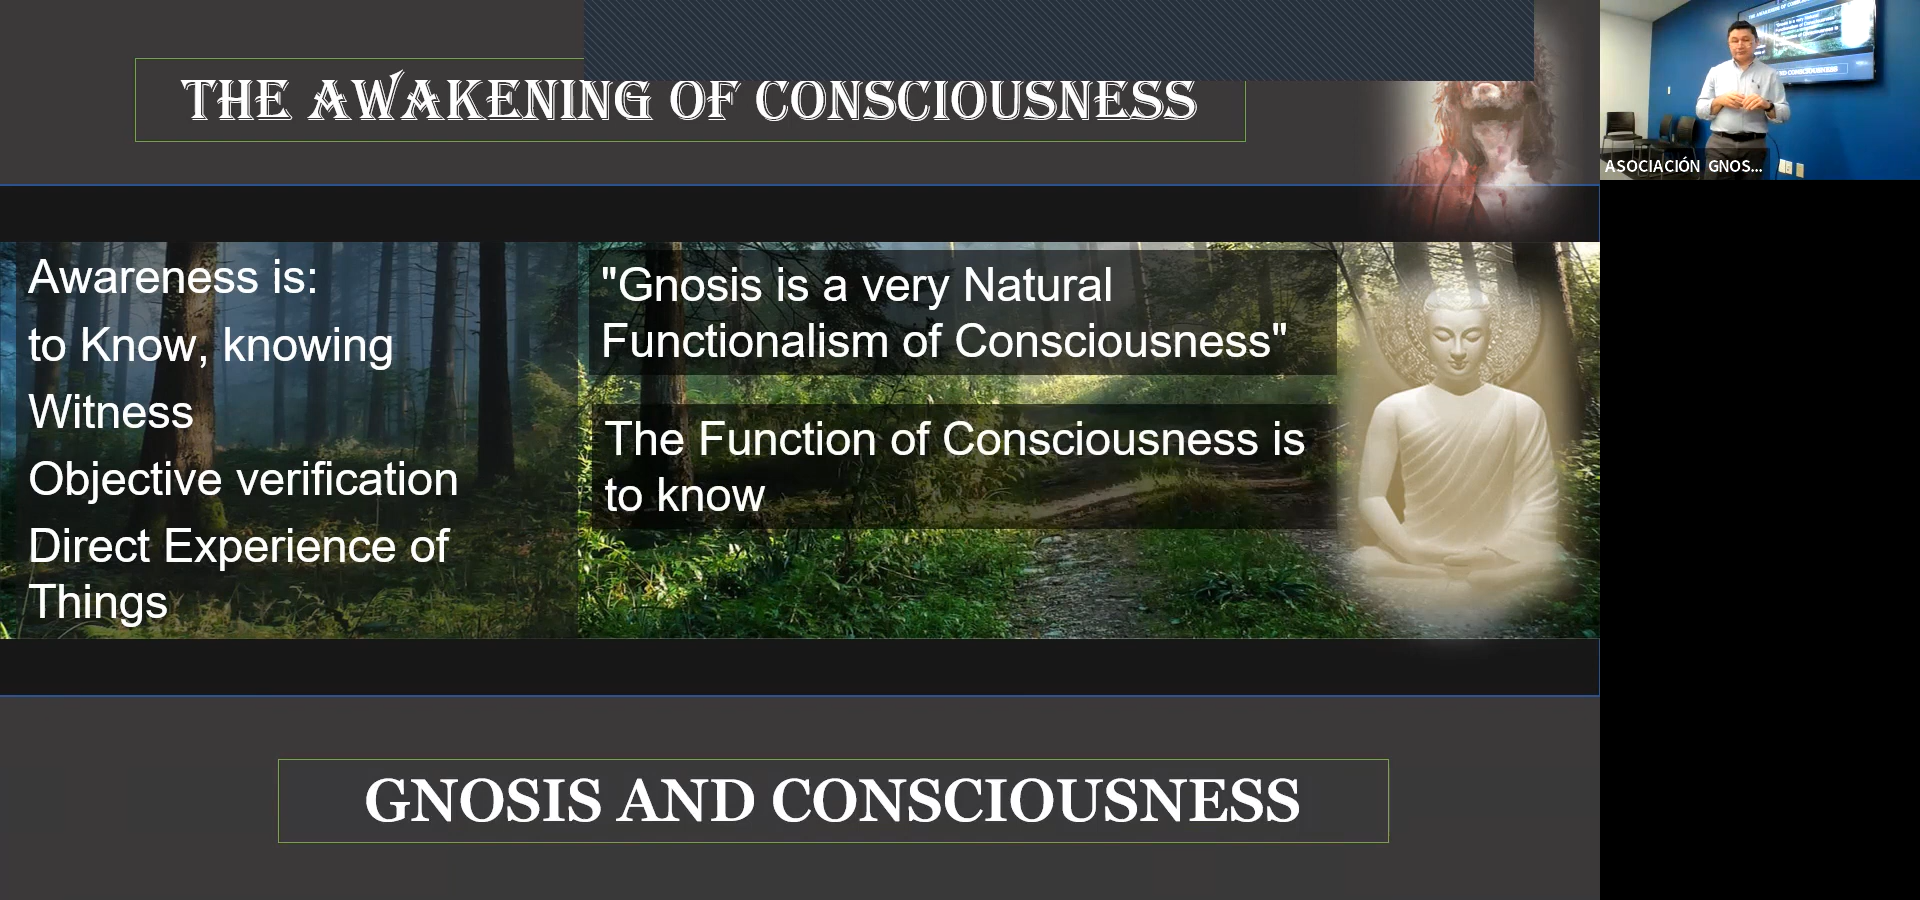 THE AWAKENING OF CONSCIOUSNESS
Awareness is:
to Know, knowing
Witness
Objective verification
Direct Experience of
Things
"Gnosis is a very Natural
Functionalism of Consciousness"
The Function of Consciousness is
to know
GNOSIS AND CONSCIOUSNESS
ASOCIACIÓN GNOS...